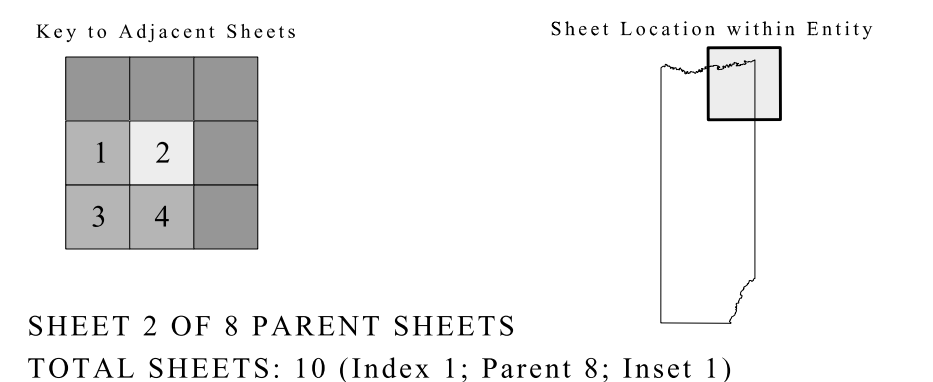 Key to Adjacent Sheets
Sheet Location within Entity
1 2
3 4
SHEET 2 OF 8 PARENT SHEETS
TOTAL SHEETS: 10 (Index 1; Parent 8; Inset 1)